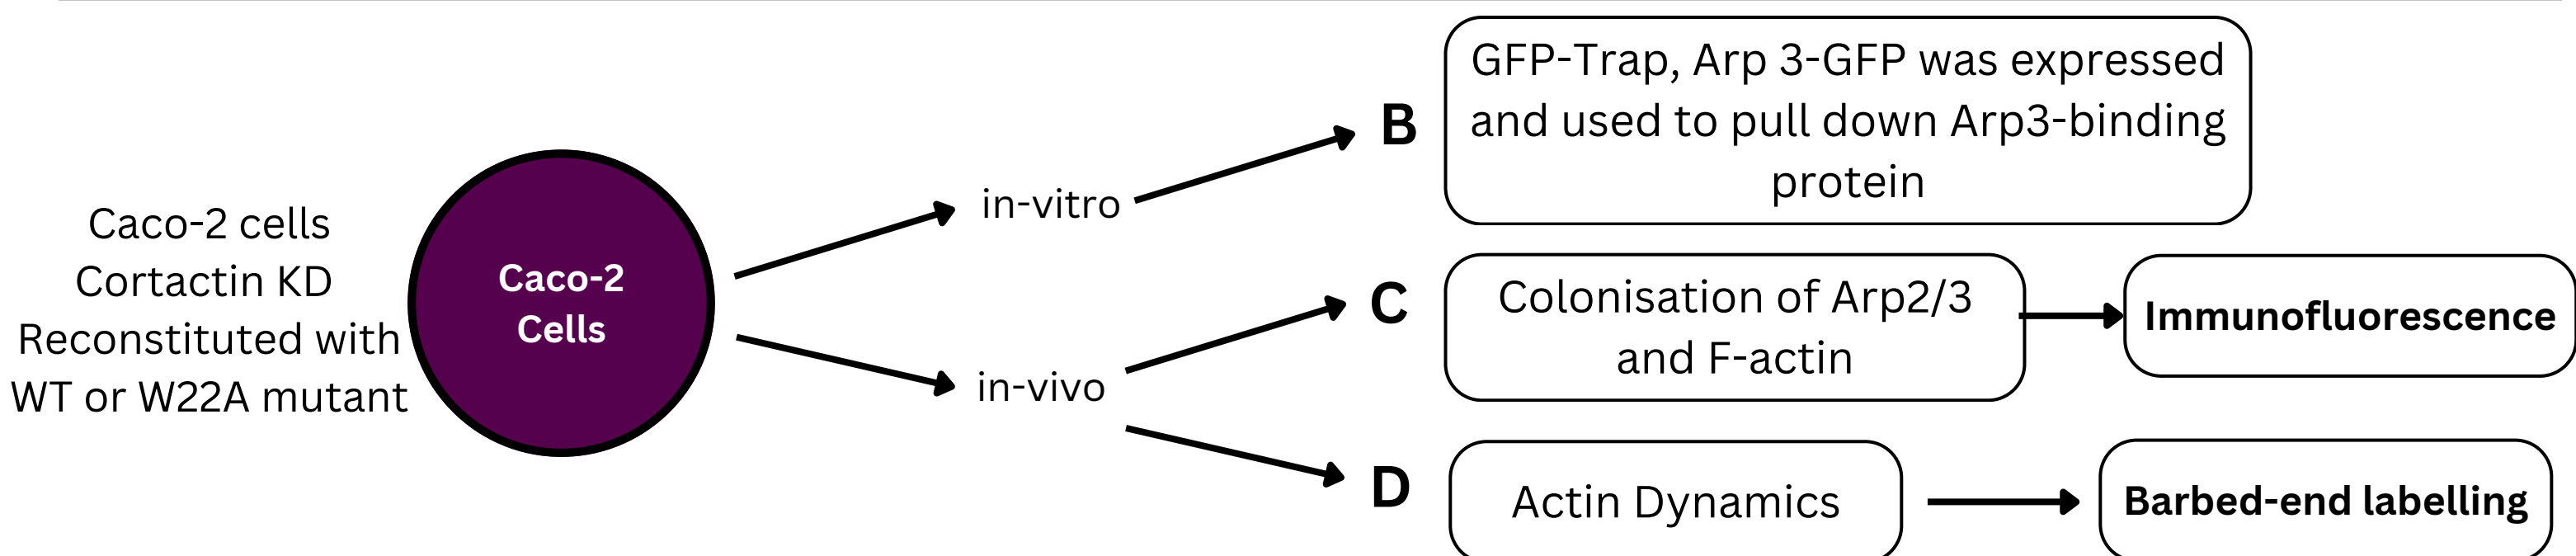 Caco-2 cells
Cortactin KD
Reconstituted with
WT or W22A mutant
Caco-2
Cells
in-vitro
in-vivo
B
GFP-Trap, Arp 3-GFP was expressed
and used to pull down Arp3-binding
protein
C
Colonisation of Arp2/3
and F-actin
Immunofluorescence
D
Actin Dynamics
Barbed-end labelling